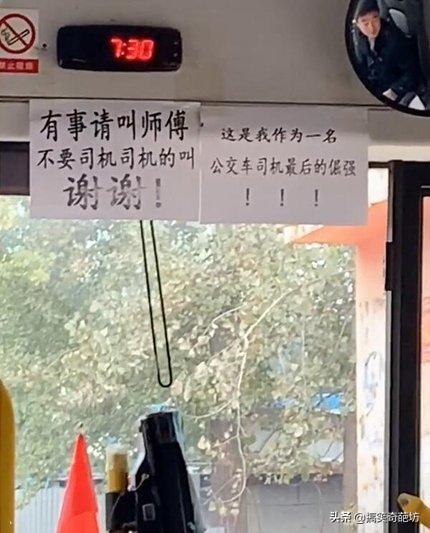 禁止吸烟
7:30
有事请叫师傅
不要司机司机的叫
谢谢！
这是我作为一名
公交车司机最后的倔强
！！！
头条 @搞笑奇葩坊